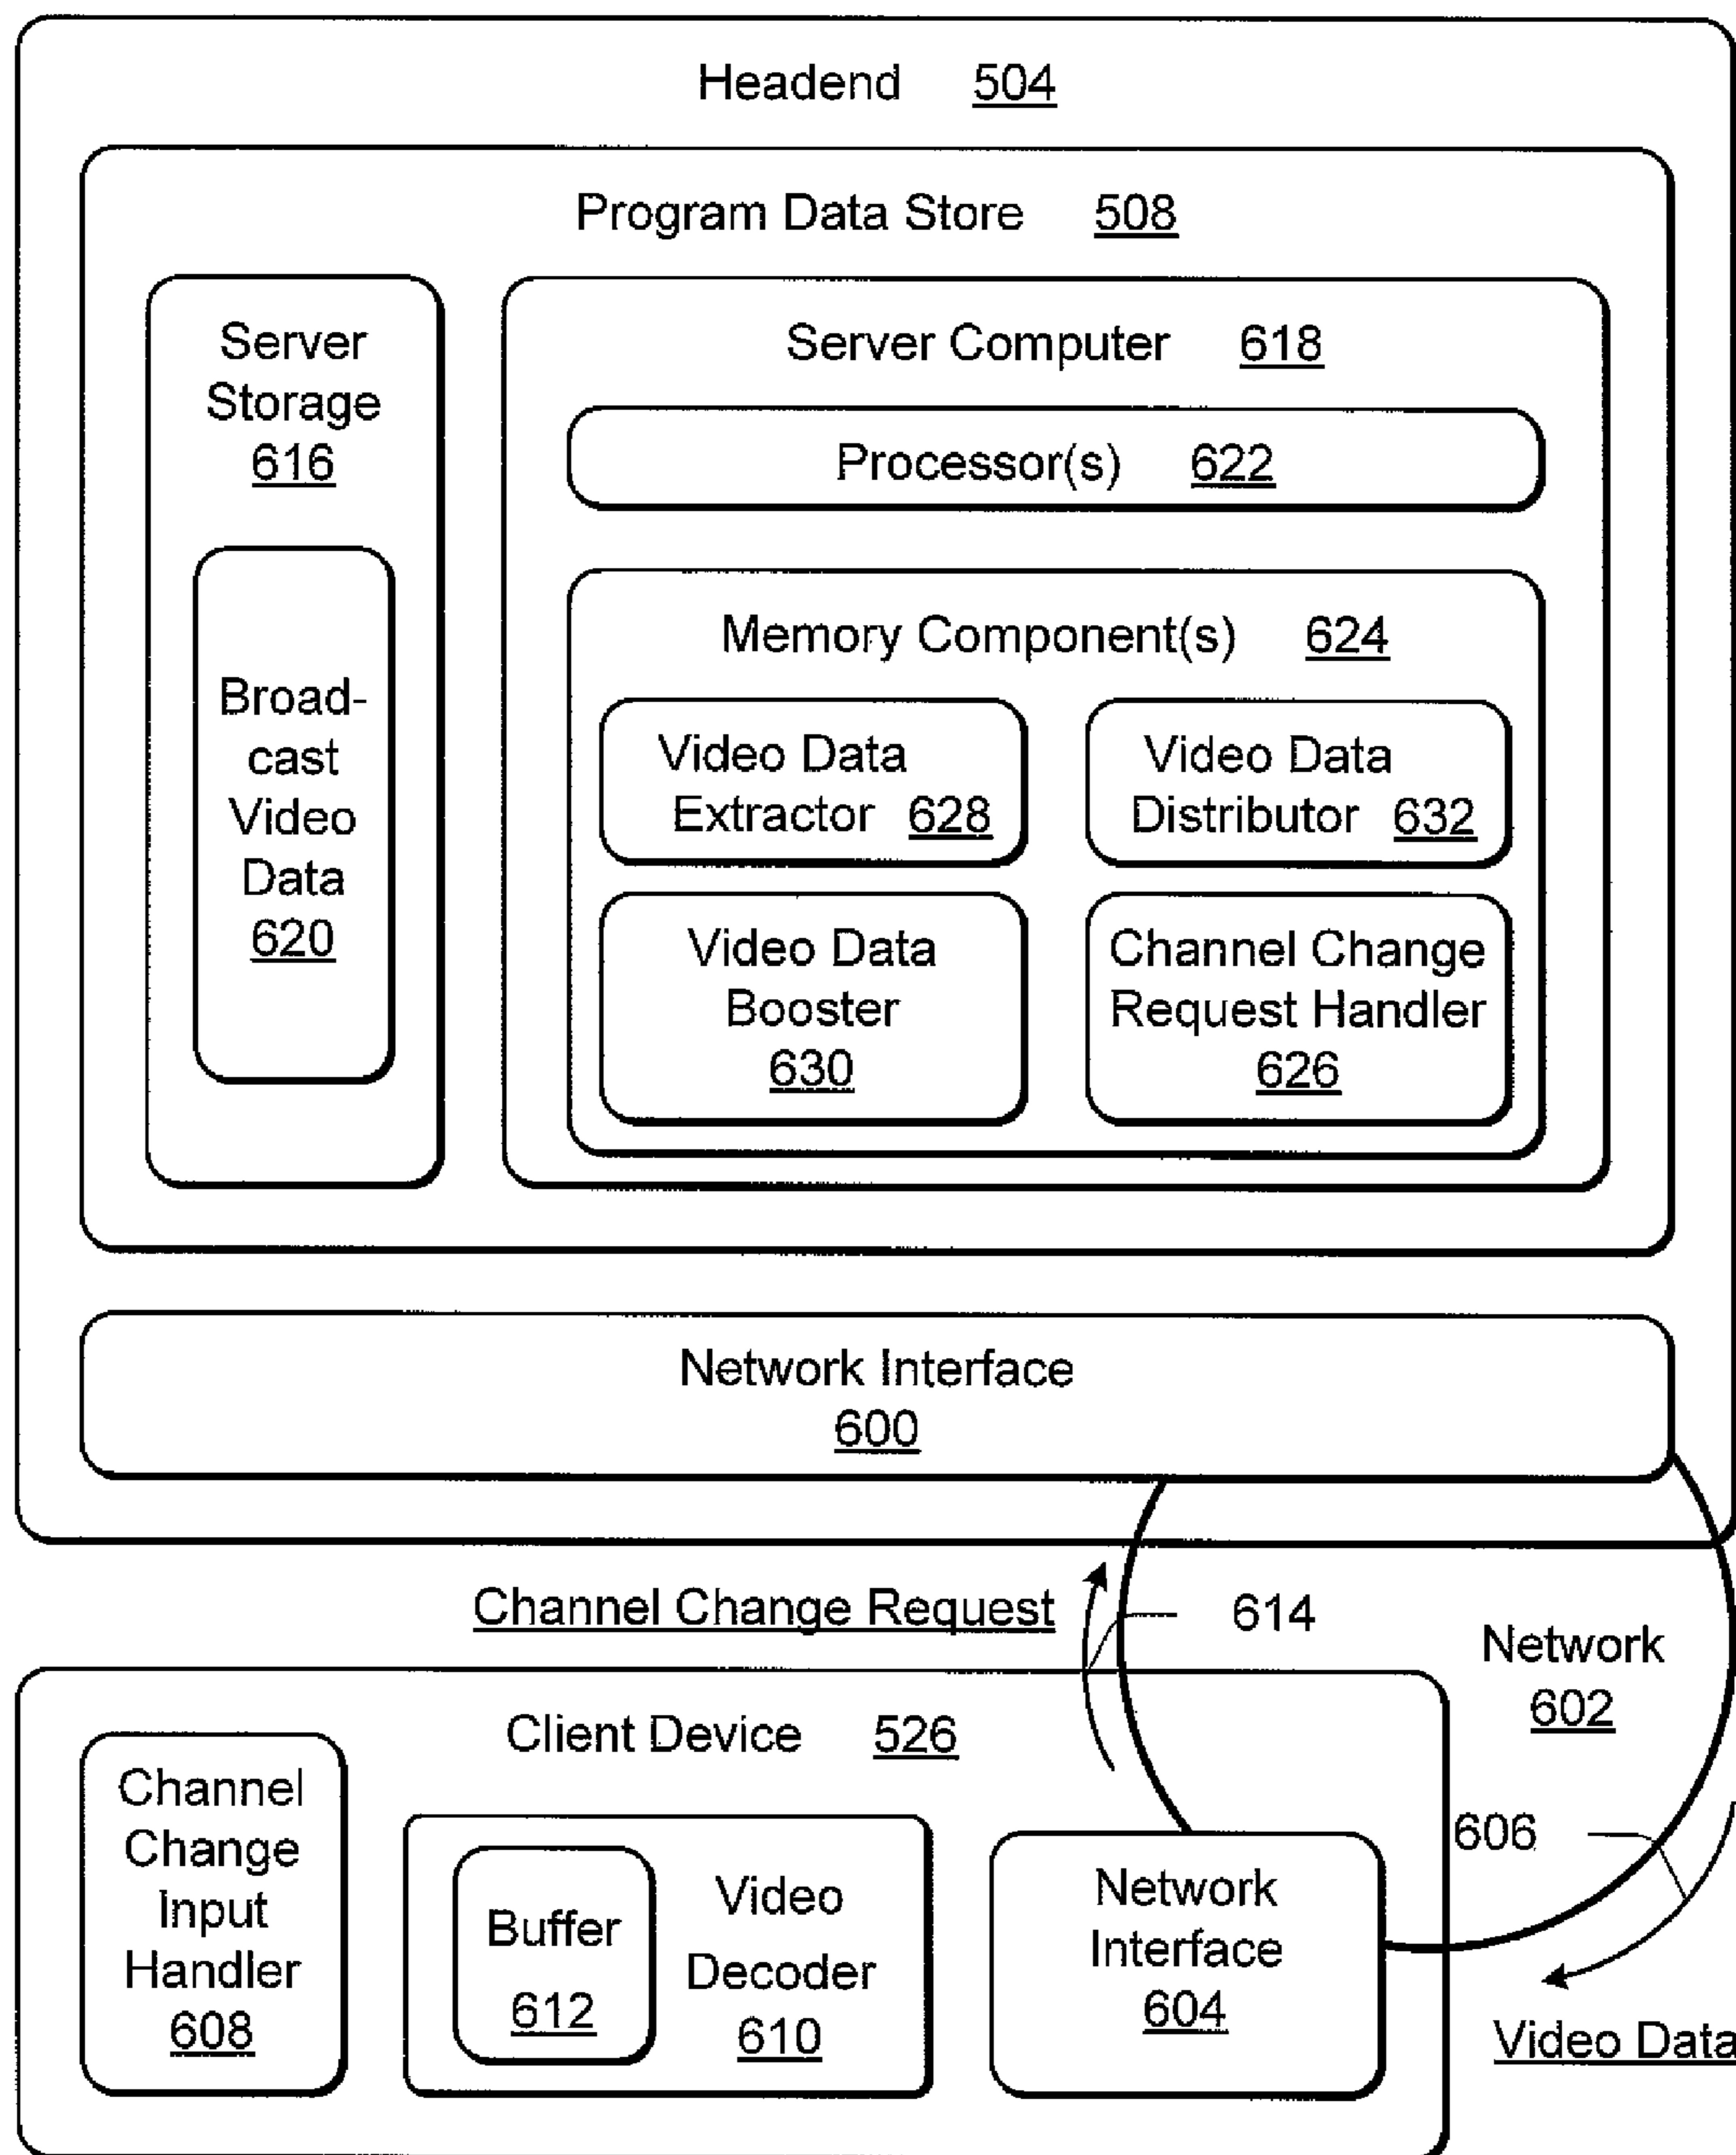 Headend 504
Program Data Store 508
Server
Storage
616
Broad-
cast
Video
Data
620
Server Computer 618
Processor(s) 622
Memory Component(s) 624
Video Data
Extractor 628
Video Data
Distributor 632
Video Data
Booster
630
Channel Change
Request Handler
626
Network Interface
600
Channel Change Request
614
Network
602
Client Device 526
Channel
Change
Input
Handler
608
Buffer
612
Video
Decoder
610
Network
Interface
604
606
Video Data